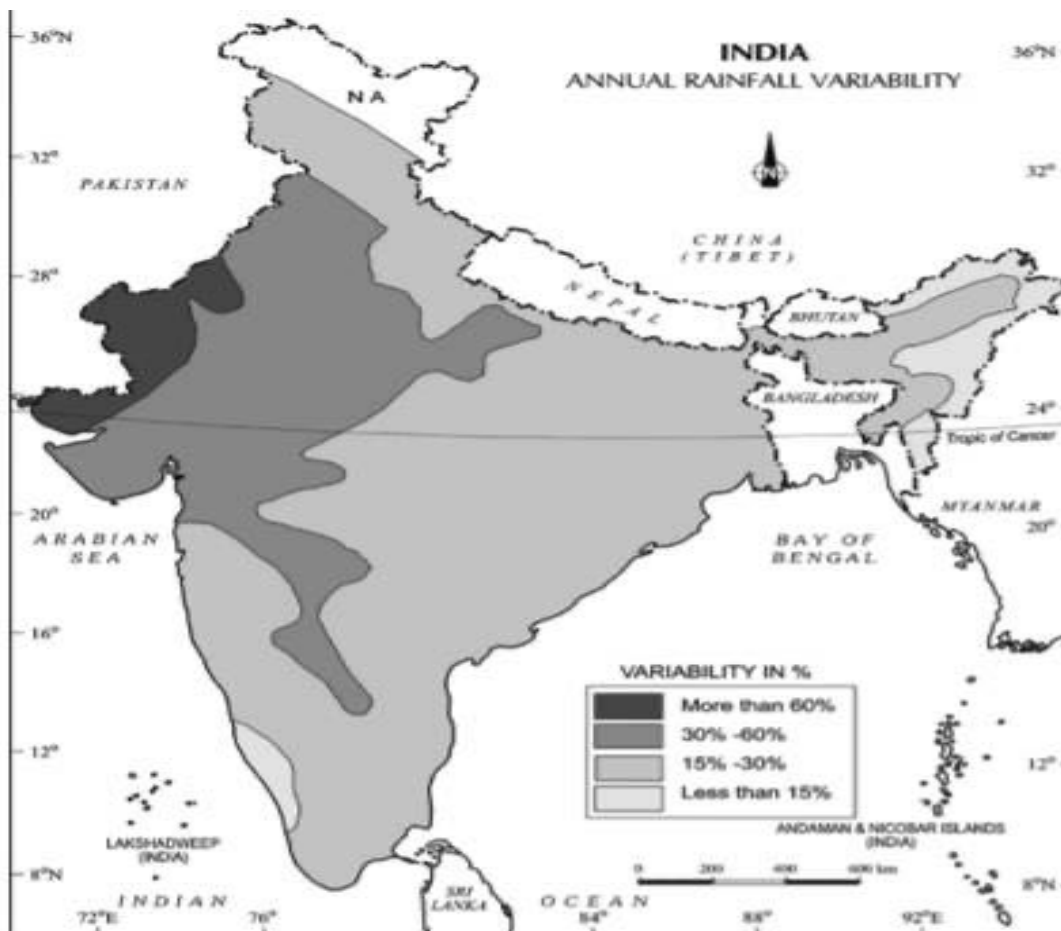 36°N
INDIA
36°N
ANNUAL RAINFALL VARIABILITY
NA
32°
32°
PAKISTAN
N
CHINA
(TIBET)
28°
28°
NEPAL
BHUTAN
BANGLADESH
24°
24°
Tropic of Cancer
20°
MYANMAR
20°
ARABIAN
SEA
BAY OF
BENGAL
16°
VARIABILITY IN %
More than 60%
30% -60%
15% -30%
Less than 15%
12°
12°
ANDAMAN & NICOBAR ISLANDS
(INDIA)
LAKSHADWEEP
(INDIA)
0 200 400 600 km
8°N
8°N
INDIAN
SRI
LANKA
OCEAN
72°E
76°
84°
88°
92°E